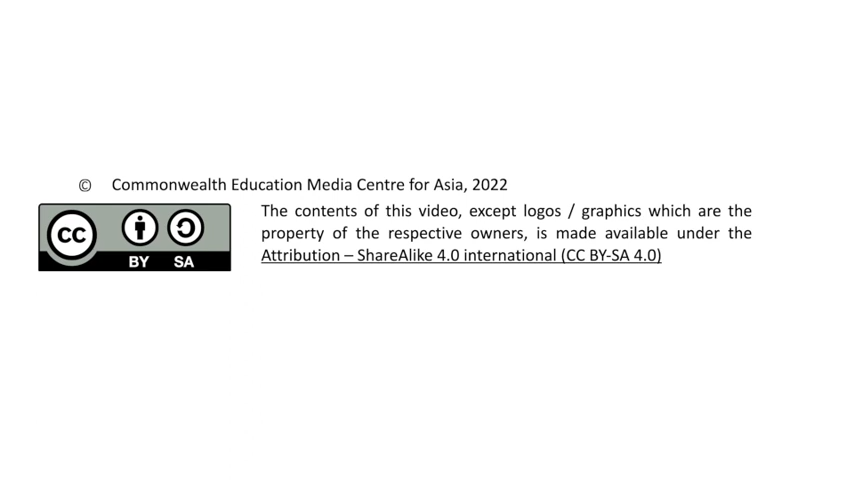 © Commonwealth Education Media Centre for Asia, 2022
The contents of this video, except logos / graphics which are the
property of the respective owners, is made available under the
Attribution – ShareAlike 4.0 international (CC BY-SA 4.0)
CC
BY SA